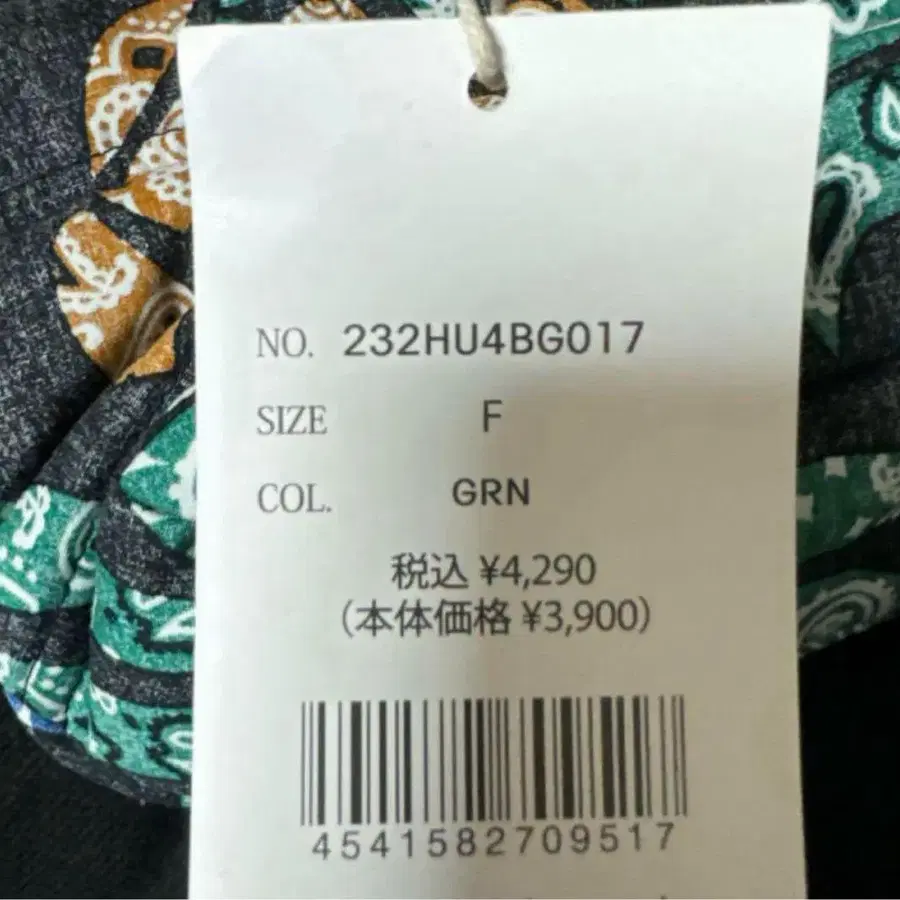 NO. 232HU4BG017
SIZE F
COL. GRN
税込 ¥4,290
(本体価格 ¥3,900)
4541582709517